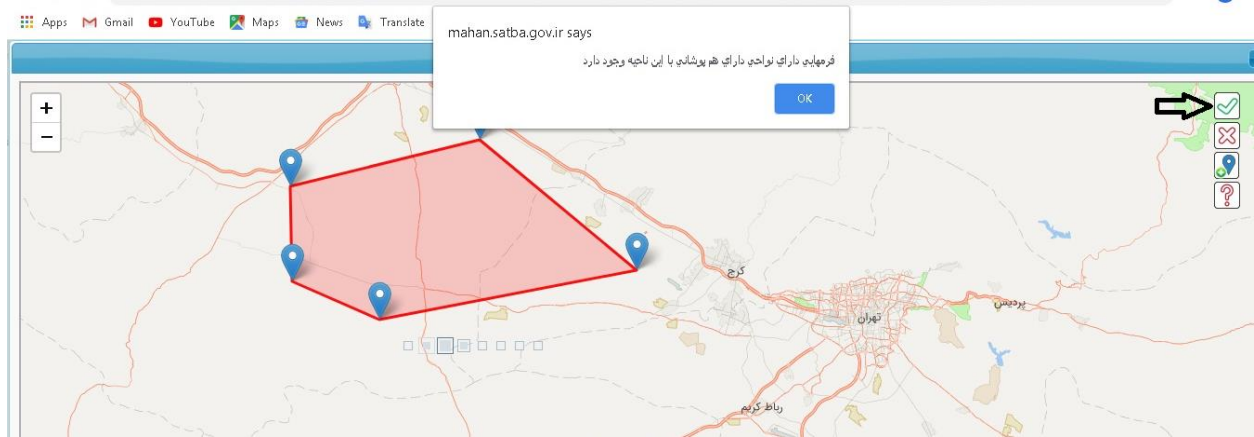 Apps Gmail YouTube Maps News Translate
mahan.satba.gov.ir says
فرمهايي داراي نواحي داراي هم پوشاني با اين ناحيه وجود دارد
OK
+
−
کرج
تهران
پردیس
رباط کریم